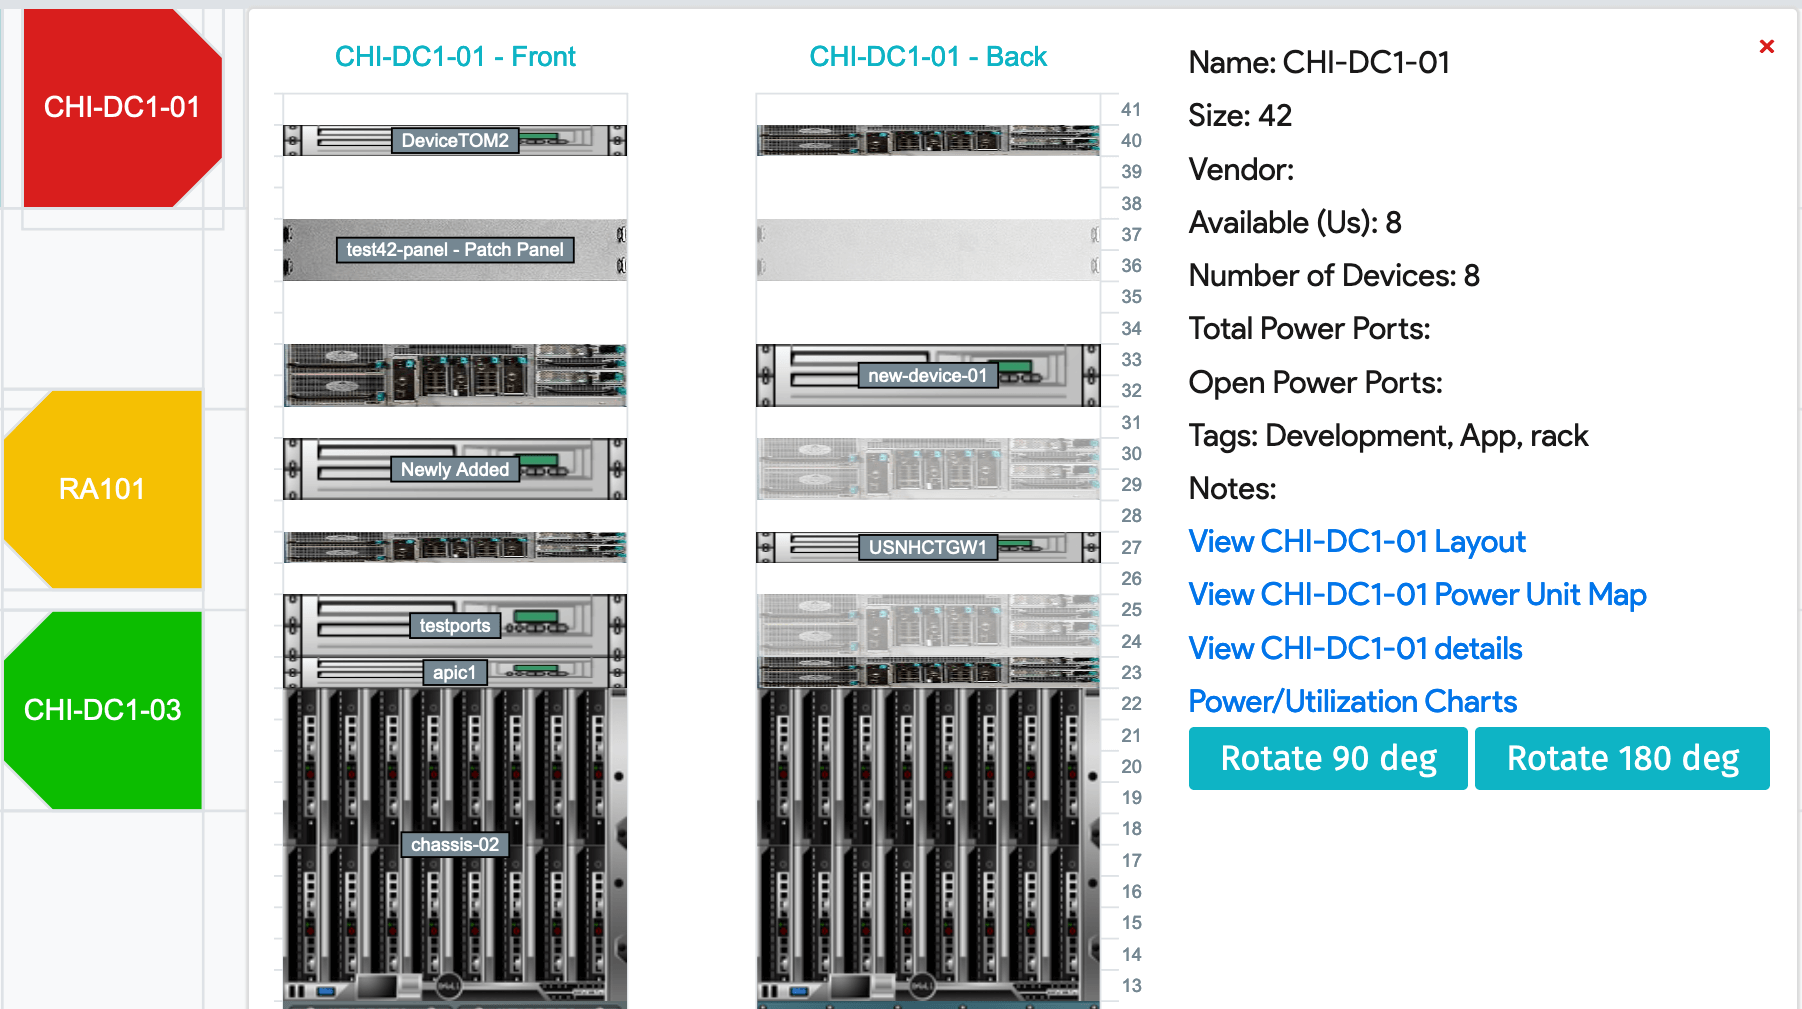 CHI-DC1-01
RA101
CHI-DC1-03
CHI-DC1-01 - Front
DeviceTOM2
test42-panel - Patch Panel
Newly Added
testports
apic1
chassis-02
CHI-DC1-01 - Back
new-device-01
USNHCTGW1
41
40
39
38
37
36
35
34
33
32
31
30
29
28
27
26
25
24
23
22
21
20
19
18
17
16
15
14
13
Name: CHI-DC1-01
Size: 42
Vendor:
Available (Us): 8
Number of Devices: 8
Total Power Ports:
Open Power Ports:
Tags: Development, App, rack
Notes:
View CHI-DC1-01 Layout
View CHI-DC1-01 Power Unit Map
View CHI-DC1-01 details
Power/Utilization Charts
Rotate 90 deg
Rotate 180 deg